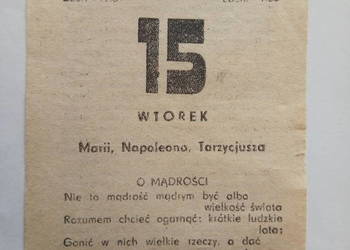 15
WTOREK
Marii, Napoleona, Tarzycjusza
O MĄDROŚCI
Nie to mądrość mądrym być albo
wielkość świata
Rozumem chcieć ogarnąć: krótkie ludzkie
lata;
Gonić w nich wielkie rzeczy, a dać